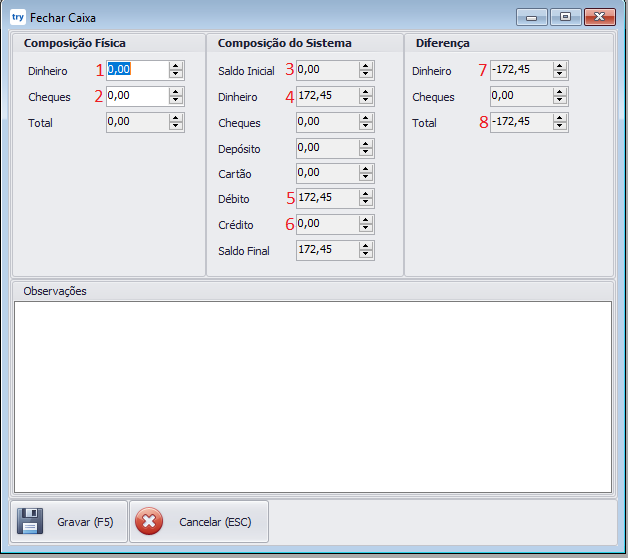 try Fechar Caixa
Composição Física Composição do Sistema Diferença
Dinheiro 1 0,00 Saldo Inicial 3 0,00 Dinheiro 7 -172,45
Cheques 2 0,00 Dinheiro 4 172,45 Cheques 0,00
Total 0,00 Cheques 0,00 Total 8 -172,45
Depósito 0,00
Cartão 0,00
Débito 5 172,45
Crédito 6 0,00
Saldo Final 172,45
Observações
Gravar (F5) Cancelar (ESC)